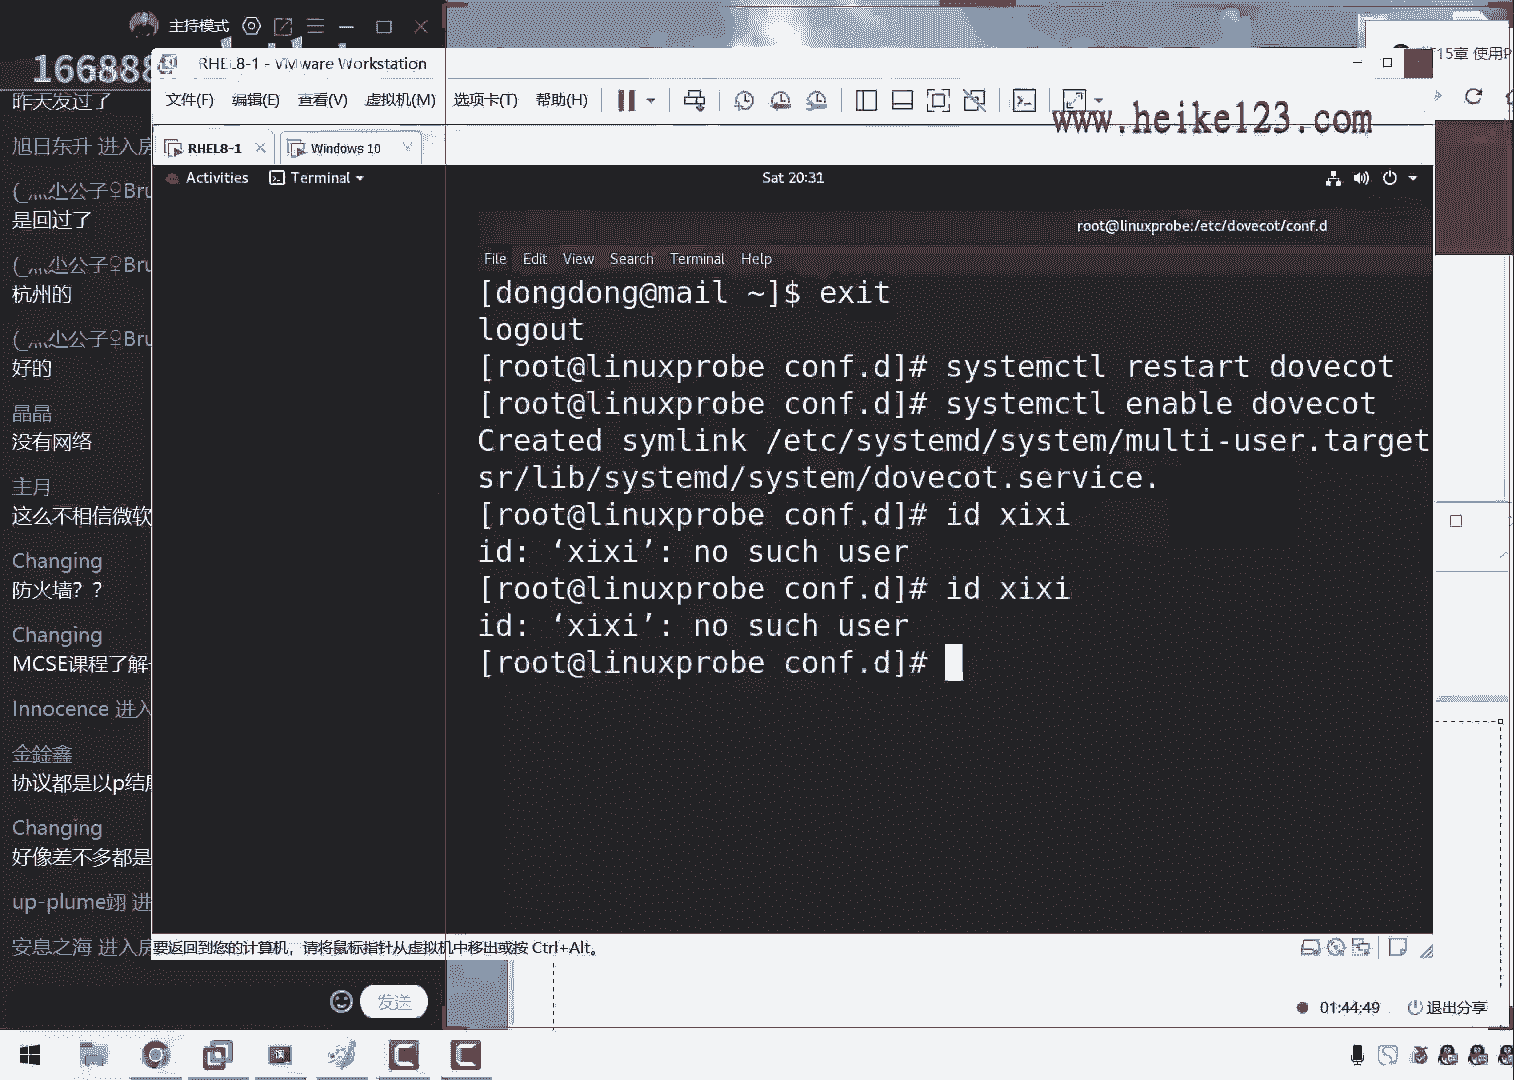 主持模式
166888
昨天发过了
旭日东升 进入房
(_灬尐公子♀Bru
是回过了
(_灬尐公子♀Bru
杭州的
(_灬尐公子♀Bru
好的
晶晶
没有网络
主月
这么不相信微软
Changing
防火墙？？
Changing
MCSE课程了解
Innocence 进入
金鍂鑫
协议都是以p结尾
Changing
好像差不多都是
up-plume翊 进
安息之海 进入房
发送
RHEL8-1 - VMware Workstation
文件(F) 编辑(E) 查看(V) 虚拟机(M) 选项卡(T) 帮助(H)
www.heike123.com
第15章 使用P
RHEL8-1
Windows 10
Activities Terminal
Sat 20:31
root@linuxprobe:/etc/dovecot/conf.d
File Edit View Search Terminal Help
[dongdong@mail ~]$ exit
logout
[root@linuxprobe conf.d]# systemctl restart dovecot
[root@linuxprobe conf.d]# systemctl enable dovecot
Created symlink /etc/systemd/system/multi-user.target
sr/lib/systemd/system/dovecot.service.
[root@linuxprobe conf.d]# id xixi
id: ‘xixi’: no such user
[root@linuxprobe conf.d]# id xixi
id: ‘xixi’: no such user
[root@linuxprobe conf.d]#
要返回到您的计算机，请将鼠标指针从虚拟机中移出或按 Ctrl+Alt。
01:44:49
退出分享